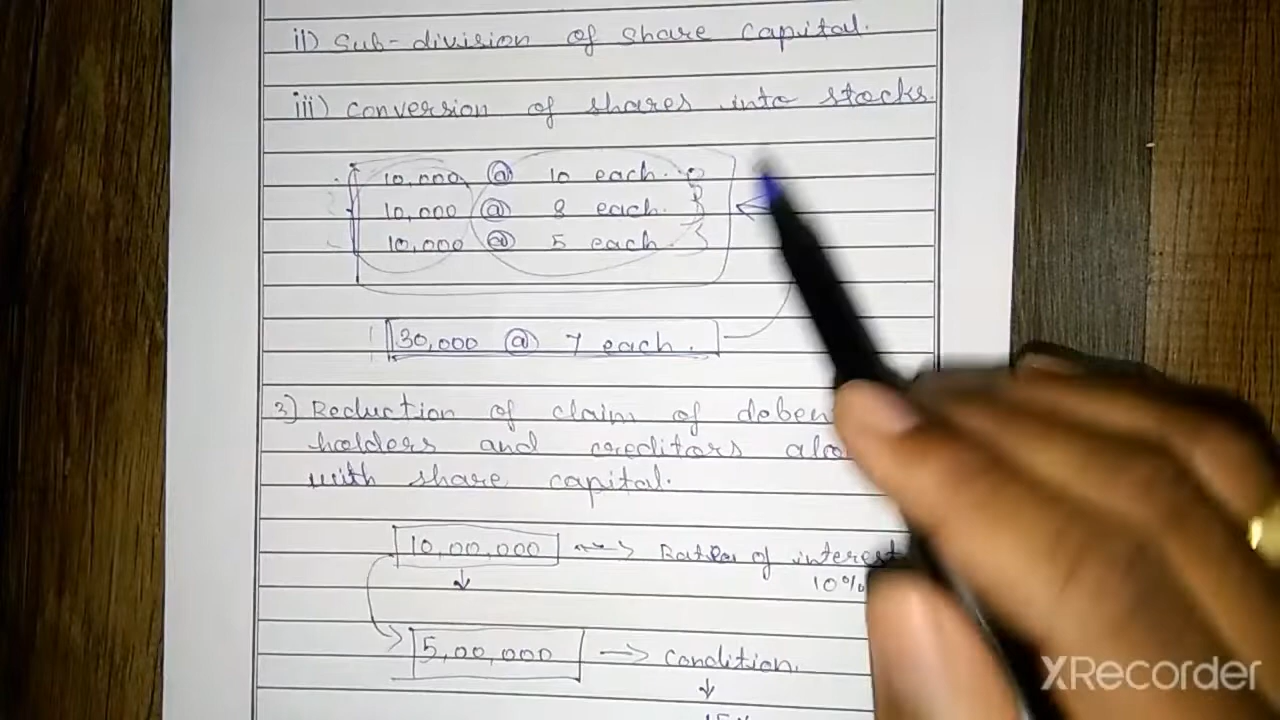 ii) Sub-division of share capital.
iii) Conversion of shares into stocks.
10,000 @ 10 each.
10,000 @ 8 each.
10,000 @ 5 each.
30,000 @ 7 each.
3) Reduction of claim of deben
holders and creditors alo
with share capital.
10,00,000 Rate of interest
10%
5,00,000 → Condition.
XRecorder